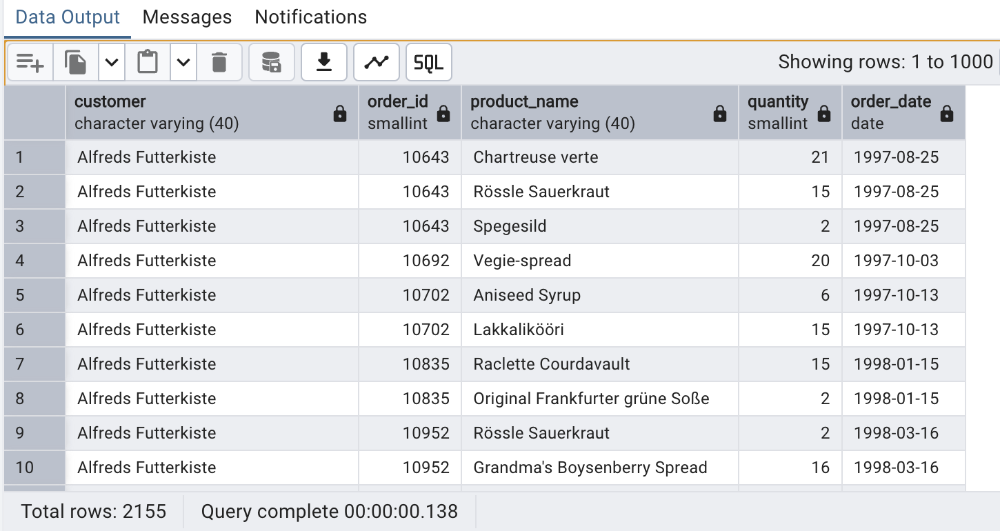 Data Output Messages Notifications
SQL Showing rows: 1 to 1000
customer order_id product_name quantity order_date
character varying (40) smallint character varying (40) smallint date
1 Alfreds Futterkiste 10643 Chartreuse verte 21 1997-08-25
2 Alfreds Futterkiste 10643 Rössle Sauerkraut 15 1997-08-25
3 Alfreds Futterkiste 10643 Spegesild 2 1997-08-25
4 Alfreds Futterkiste 10692 Vegie-spread 20 1997-10-03
5 Alfreds Futterkiste 10702 Aniseed Syrup 6 1997-10-13
6 Alfreds Futterkiste 10702 Lakkalikööri 15 1997-10-13
7 Alfreds Futterkiste 10835 Raclette Courdavault 15 1998-01-15
8 Alfreds Futterkiste 10835 Original Frankfurter grüne Soße 2 1998-01-15
9 Alfreds Futterkiste 10952 Rössle Sauerkraut 2 1998-03-16
10 Alfreds Futterkiste 10952 Grandma's Boysenberry Spread 16 1998-03-16
Total rows: 2155 Query complete 00:00:00.138